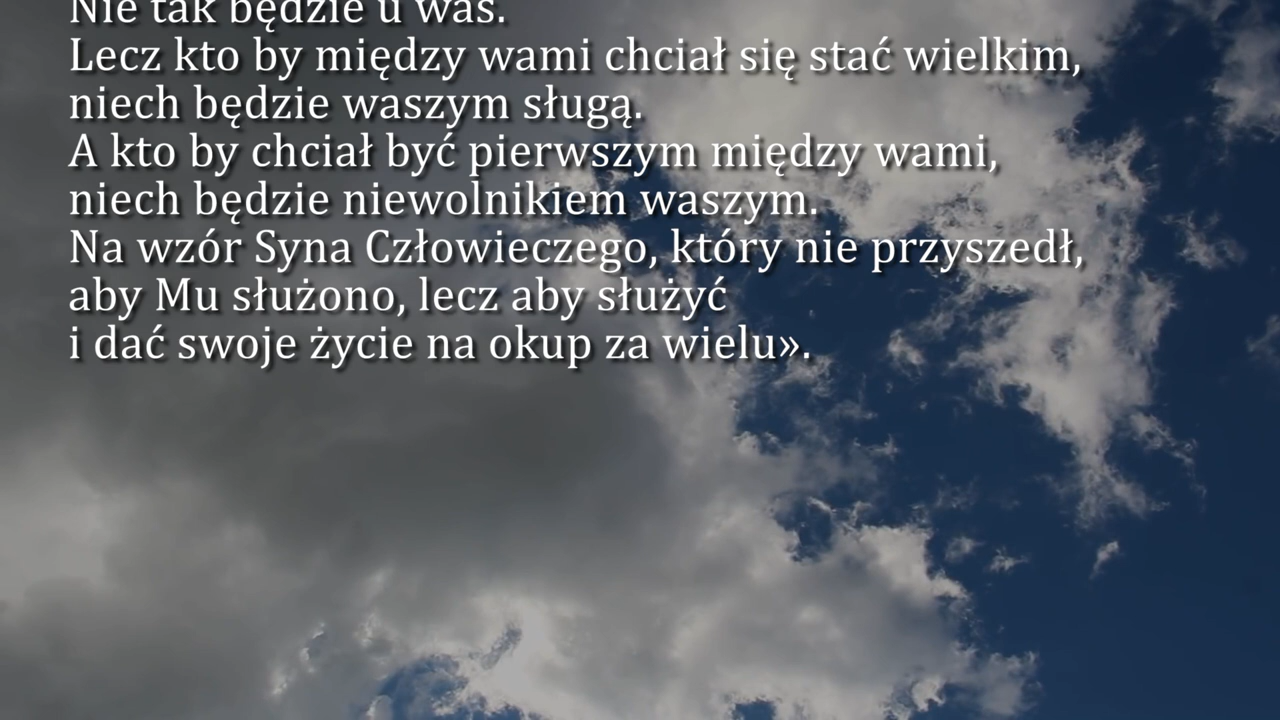 Nie tak będzie u was.
Lecz kto by między wami chciał się stać wielkim,
niech będzie waszym sługą.
A kto by chciał być pierwszym między wami,
niech będzie niewolnikiem waszym.
Na wzór Syna Człowieczego, który nie przyszedł,
aby Mu służono, lecz aby służyć
i dać swoje życie na okup za wielu».